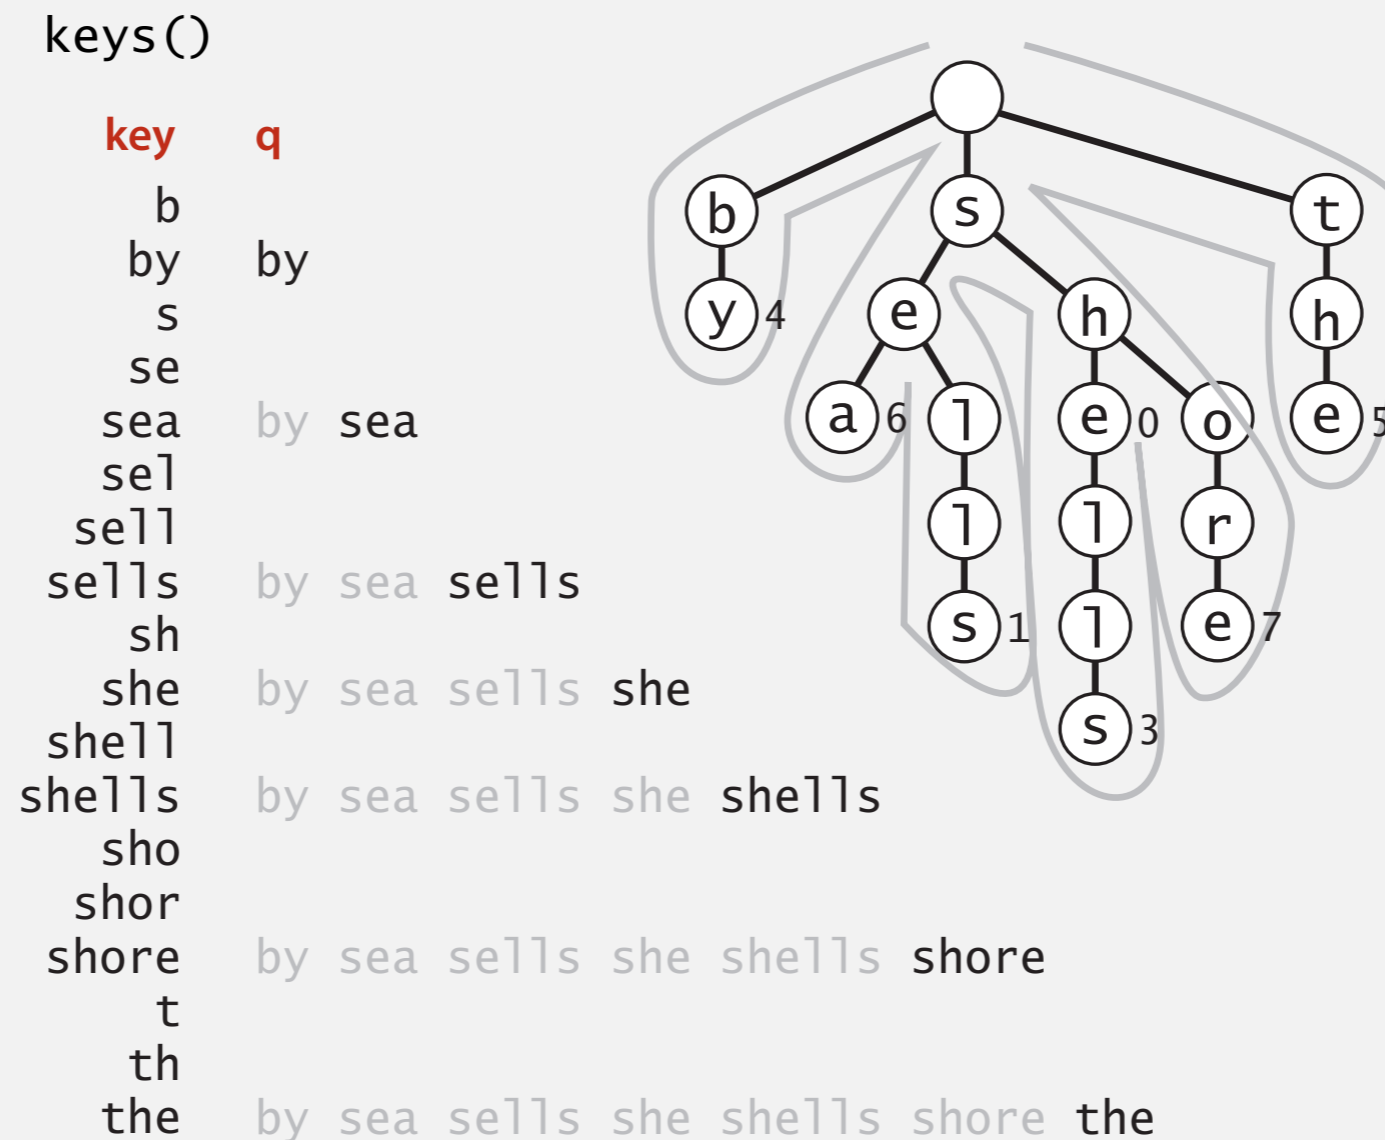 keys()
key q
b
by by
s
se
sea by sea
sel
sell
sells by sea sells
sh
she by sea sells she
shell
shells by sea sells she shells
sho
shor
shore by sea sells she shells shore
t
th
the by sea sells she shells shore the
b s t
y 4 e h h
a 6 l e 0 o e 5
l l r
s 1 l e 7
s 3